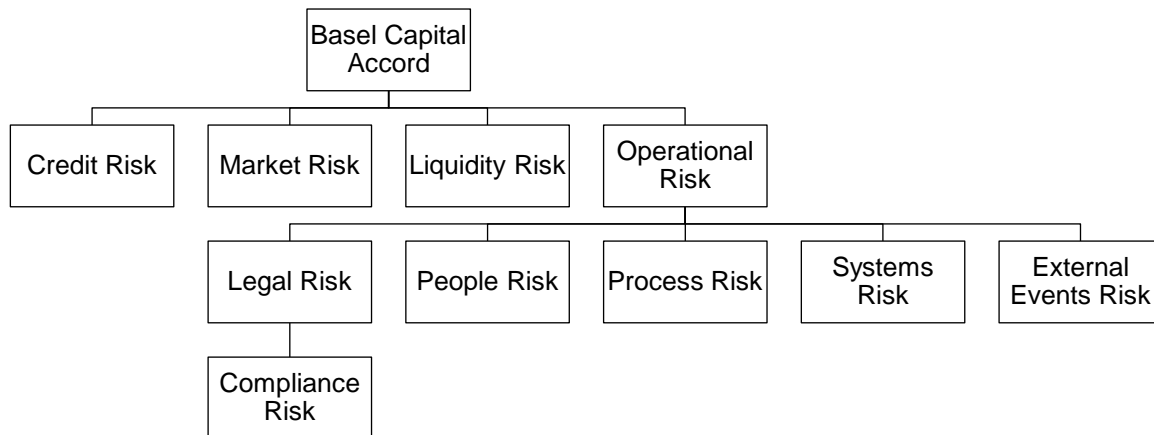 Basel Capital
Accord
Credit Risk
Market Risk
Liquidity Risk
Operational
Risk
Legal Risk
People Risk
Process Risk
Systems
Risk
External
Events Risk
Compliance
Risk